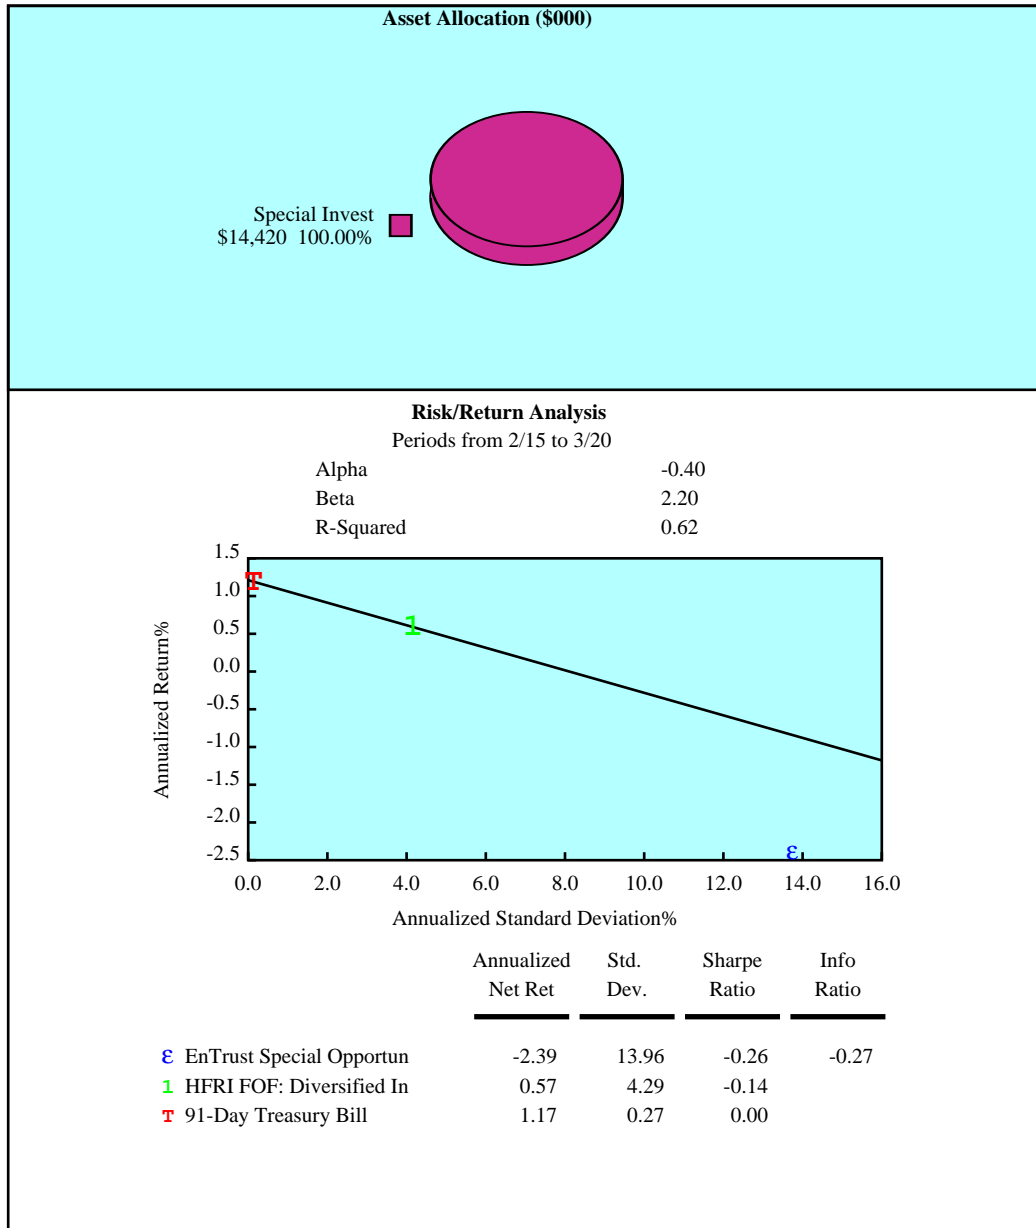 Asset Allocation ($000)
Special Invest
$14,420 100.00%
Risk/Return Analysis
Periods from 2/15 to 3/20
Alpha -0.40
Beta 2.20
R-Squared 0.62
1.5
1.0
0.5
0.0
-0.5
-1.0
-1.5
-2.0
-2.5
Annualized Return%
T
1
ε
0.0 2.0 4.0 6.0 8.0 10.0 12.0 14.0 16.0
Annualized Standard Deviation%
Annualized Std. Sharpe Info
Net Ret Dev. Ratio Ratio
ε EnTrust Special Opportun -2.39 13.96 -0.26 -0.27
1 HFRI FOF: Diversified In 0.57 4.29 -0.14
T 91-Day Treasury Bill 1.17 0.27 0.00